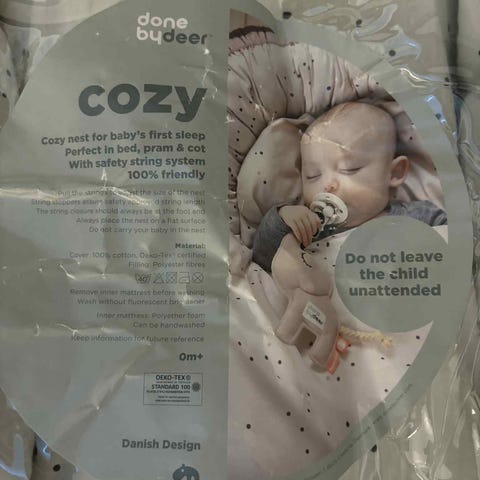 done
bydeer
cozy
Cozy nest for baby's first sleep
Perfect in bed, pram & cot
With safety string system
100% friendly
Pull the strings to adjust the size of the nest
String stoppers ensure safety approved string length
The string closure should always be at the foot end
Always place the nest on a flat surface
Do not carry your baby in the nest
Material:
Cover: 100% cotton, Oeko-Tex® certified
Filling: Polyester fibres
40°
Remove inner mattress before washing
Wash without fluorescent brightener
Inner mattress: Polyether foam
Can be handwashed
Keep information for future reference
0m+
OEKO-TEX®
STANDARD 100
Danish Design
Do not leave
the child
unattended
done
bydeer